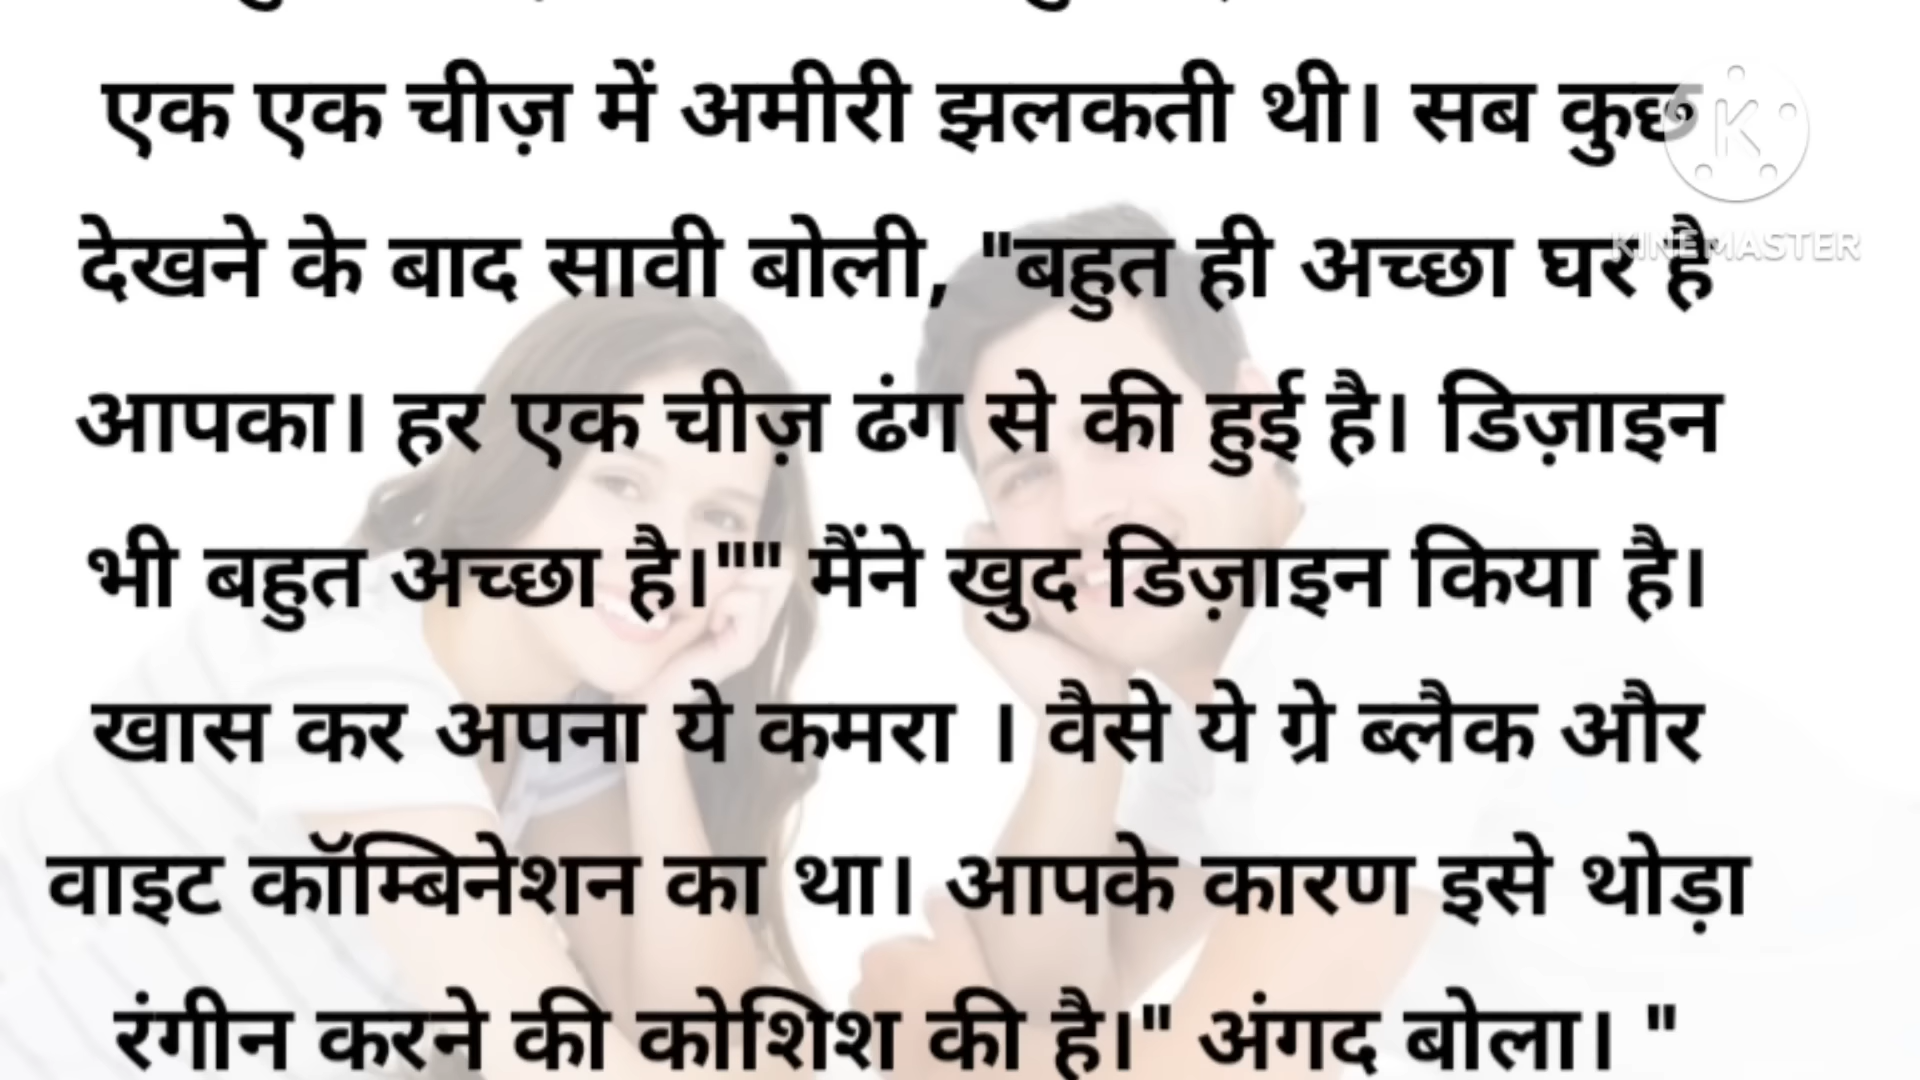 एक एक चीज़ में अमीरी झलकती थी। सब कुछ
देखने के बाद सावी बोली, "बहुत ही अच्छा घर है
आपका। हर एक चीज़ ढंग से की हुई है। डिज़ाइन
भी बहुत अच्छा है।"" मैंने खुद डिज़ाइन किया है।
खास कर अपना ये कमरा । वैसे ये ग्रे ब्लैक और
वाइट कॉम्बिनेशन का था। आपके कारण इसे थोड़ा
रंगीन करने की कोशिश की है।" अंगद बोला। "
K
KINEMASTER